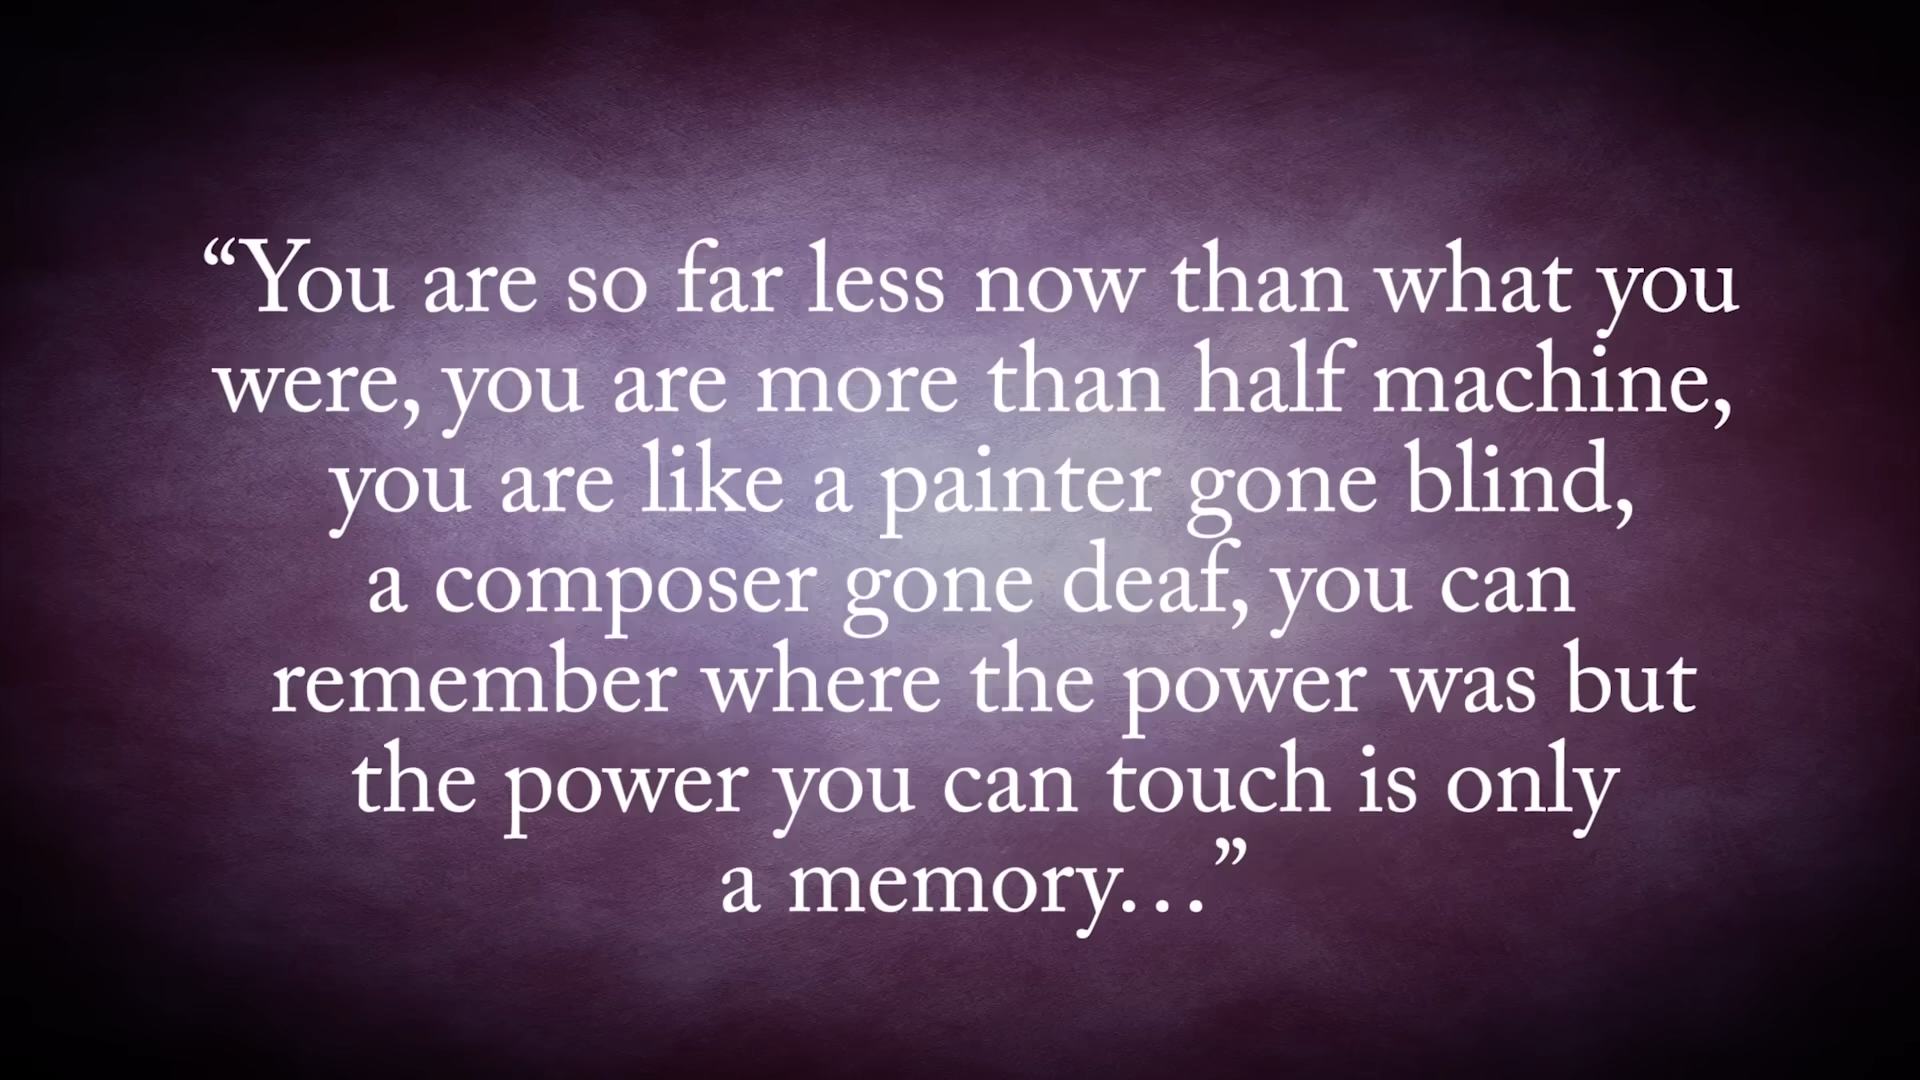 “You are so far less now than what you
were, you are more than half machine,
you are like a painter gone blind,
a composer gone deaf, you can
remember where the power was but
the power you can touch is only
a memory…”